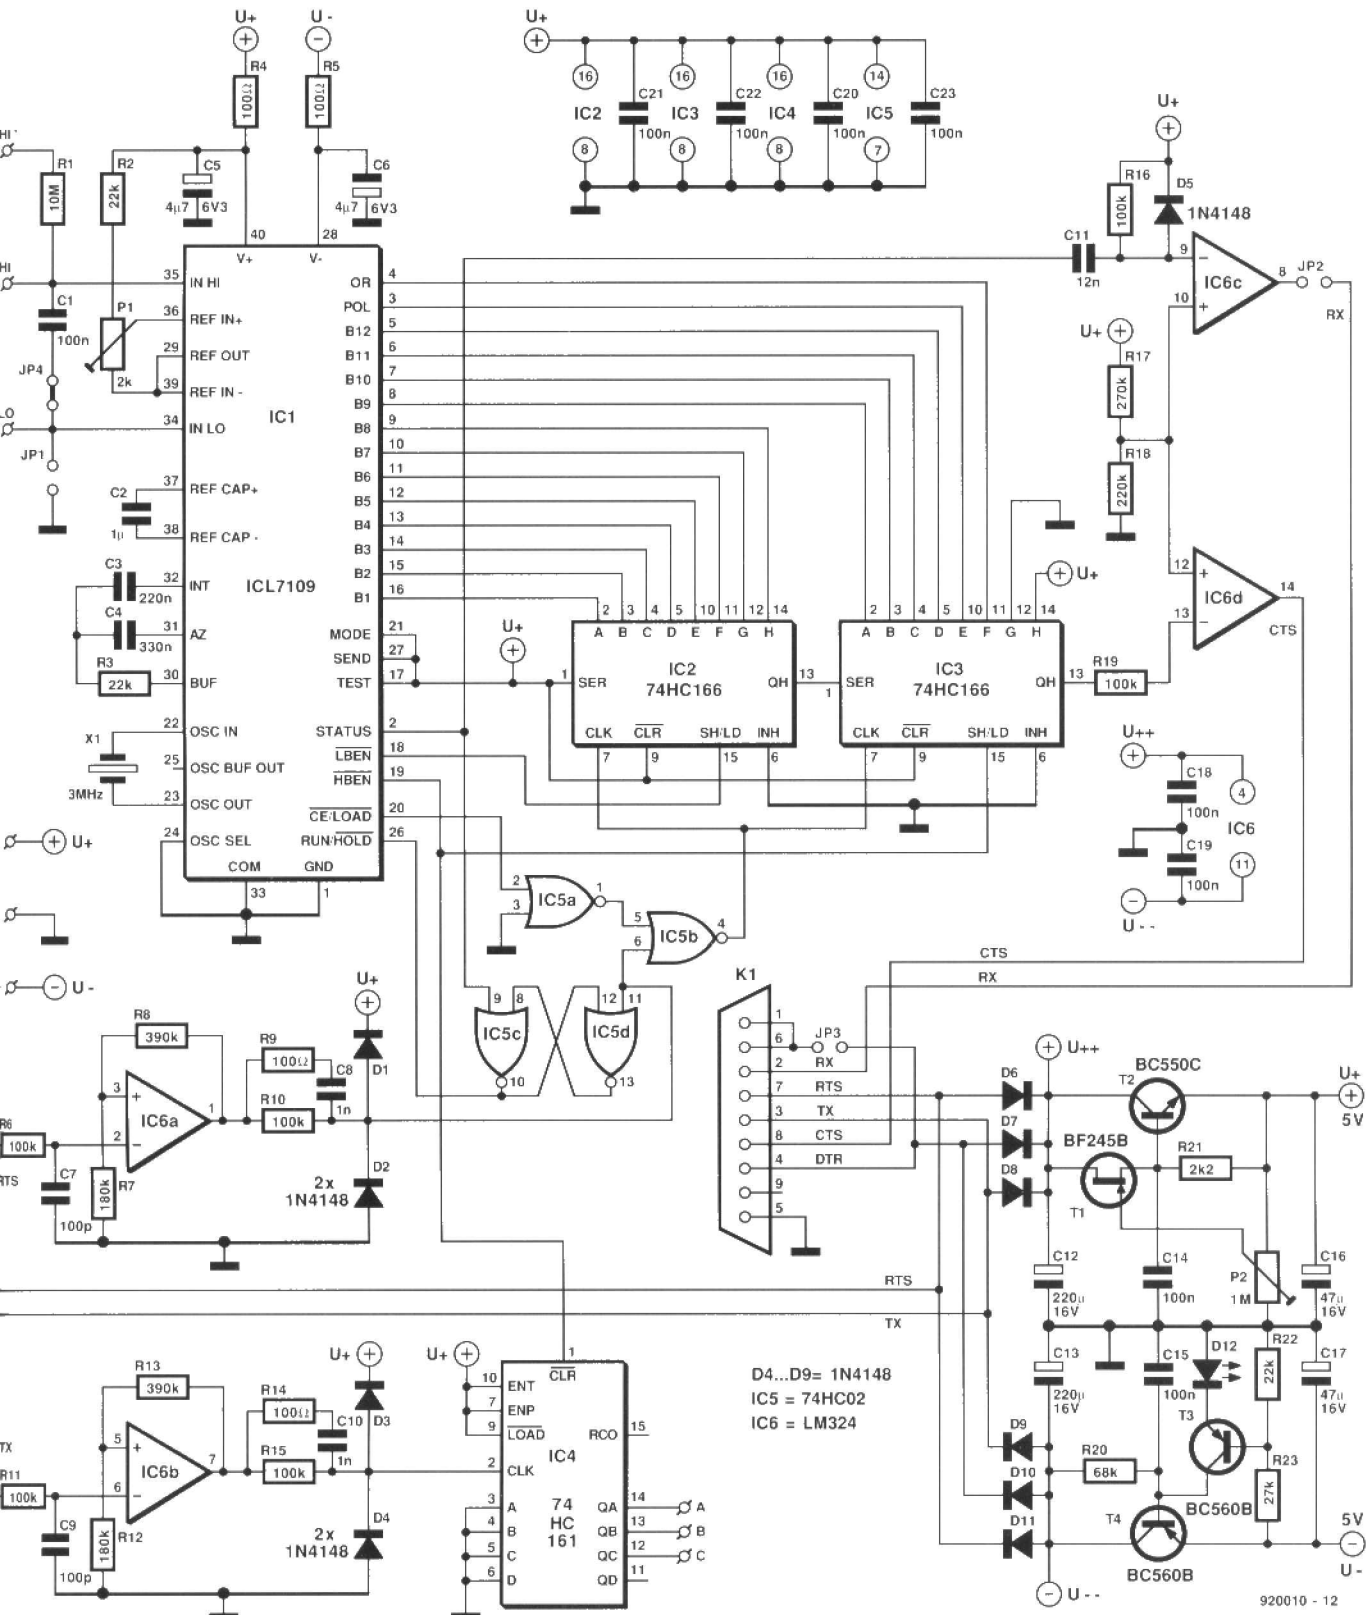 U+
U-
U+
R4
100Ω
R5
100Ω
16
16
16
14
IC2
C21
100n
IC3
C22
100n
IC4
C20
100n
IC5
C23
100n
8
8
8
7
U+
HI'
R1
10M
R2
22k
C5
4µ7
6V3
C6
4µ7
6V3
R16
100k
D5
1N4148
C11
12n
9
−
IC6c
10
+
8
JP2
RX
40
V+
28
V-
HI
C1
100n
P1
2k
JP4
LO
JP1
35
IN HI
36
REF IN+
29
REF OUT
39
REF IN -
IC1
34
IN LO
C2
1µ
37
REF CAP+
38
REF CAP -
C3
220n
32
INT
ICL7109
C4
330n
31
AZ
R3
22k
30
BUF
22
OSC IN
X1
3MHz
25
OSC BUF OUT
23
OSC OUT
24
OSC SEL
COM
GND
33
1
OR
4
POL
3
B12
5
B11
6
B10
7
B9
8
B8
9
B7
10
B6
11
B5
12
B4
13
B3
14
B2
15
B1
16
MODE
21
SEND
27
TEST
17
STATUS
2
LBEN
18
HBEN
19
CE/LOAD
20
RUN/HOLD
26
U+
R17
270k
R18
220k
U+
U+
2 3 4 5 10 11 12 14
A B C D E F G H
1
SER
IC2
74HC166
QH
13
CLK
CLR
SH/LD
INH
7
9
15
6
2 3 4 5 10 11 12 14
A B C D E F G H
SER
1
IC3
74HC166
QH
13
CLK
CLR
SH/LD
INH
7
9
15
6
R19
100k
12
+
IC6d
13
−
14
CTS
U++
C18
100n
4
IC6
C19
100n
11
U--
U+
U-
2
3
IC5a
1
5
6
IC5b
4
9
8
IC5c
10
12
11
IC5d
13
CTS
RX
K1
1
6
JP3
2
RX
7
RTS
3
TX
8
CTS
4
DTR
9
5
U+
R8
390k
R9
100Ω
C8
1n
D1
R10
100k
3
+
IC6a
2
−
1
R6
100k
RTS
C7
100p
R7
180k
D2
2x
1N4148
U++
D6
D7
D8
T2
BC550C
BF245B
T1
R21
2k2
U+
5V
C12
220µ
16V
C14
100n
P2
1M
C16
47µ
16V
RTS
TX
C13
220µ
16V
C15
100n
D12
R22
22k
C17
47µ
16V
T3
BC560B
D9
D10
D11
R20
68k
R23
27k
T4
BC560B
5V
U-
U--
U+
R13
390k
R14
100Ω
C10
1n
D3
R15
100k
5
+
IC6b
6
−
7
TX
R11
100k
C9
100p
R12
180k
D4
2x
1N4148
U+
1
CLR
10
ENT
7
ENP
9
LOAD
RCO
15
IC4
2
CLK
3
A
4
B
5
C
6
D
74
HC
161
QA
14
A
QB
13
B
QC
12
C
QD
11
D4...D9= 1N4148
IC5 = 74HC02
IC6 = LM324
920010 - 12